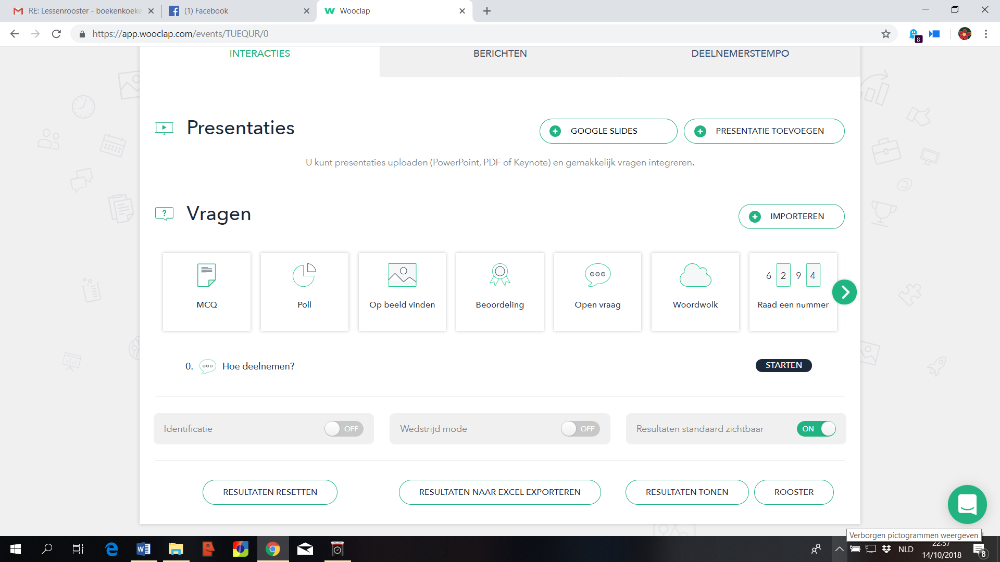 RE: Lessenrooster - boekenkoeke
(1) Facebook
Wooclap
https://app.wooclap.com/events/TUEQUR/0
8
INTERACTIES
BERICHTEN
DEELNEMERSTEMPO
Presentaties
GOOGLE SLIDES
PRESENTATIE TOEVOEGEN
U kunt presentaties uploaden (PowerPoint, PDF of Keynote) en gemakkelijk vragen integreren.
Vragen
IMPORTEREN
6 2 9 4
MCQ
Poll
Op beeld vinden
Beoordeling
Open vraag
Woordwolk
Raad een nummer
0. Hoe deelnemen?
STARTEN
Identificatie
OFF
Wedstrijd mode
OFF
Resultaten standaard zichtbaar
ON
RESULTATEN RESETTEN
RESULTATEN NAAR EXCEL EXPORTEREN
RESULTATEN TONEN
ROOSTER
Verborgen pictogrammen weergeven
NLD
22:57
14/10/2018
8